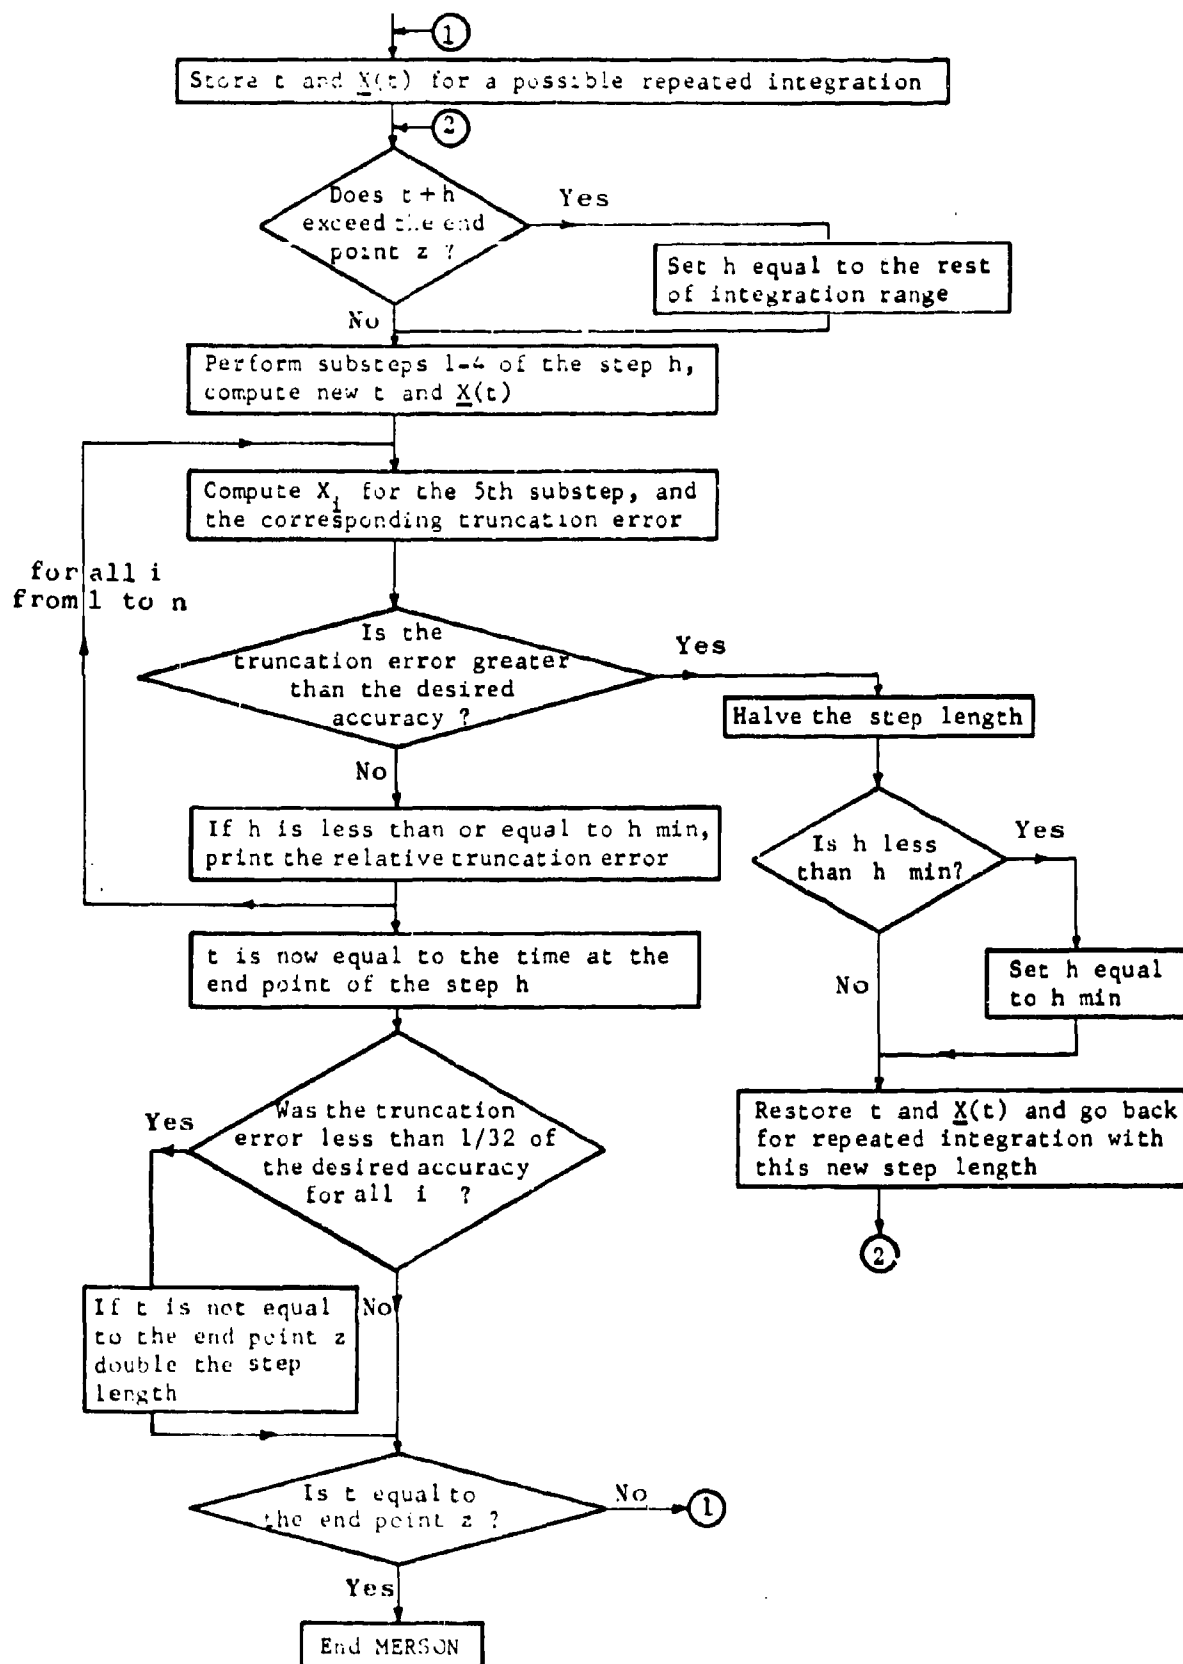 1
Store t and X(t) for a possible repeated integration
2
Does t+h
exceed the end
point z ?
Yes
Set h equal to the rest
of integration range
No
Perform substeps 1-4 of the step h,
compute new t and X(t)
Compute Xi for the 5th substep, and
the corresponding truncation error
for all i
from 1 to n
Is the
truncation error greater
than the desired
accuracy ?
Yes
Halve the step length
No
If h is less than or equal to h min,
print the relative truncation error
Is h less
than h min?
Yes
t is now equal to the time at the
end point of the step h
No
Set h equal
to h min
Yes
Was the truncation
error less than 1/32 of
the desired accuracy
for all i ?
Restore t and X(t) and go back
for repeated integration with
this new step length
2
If t is not equal
to the end point z
double the step
length
No
Is t equal to
the end point z ?
No
1
Yes
End MERSON